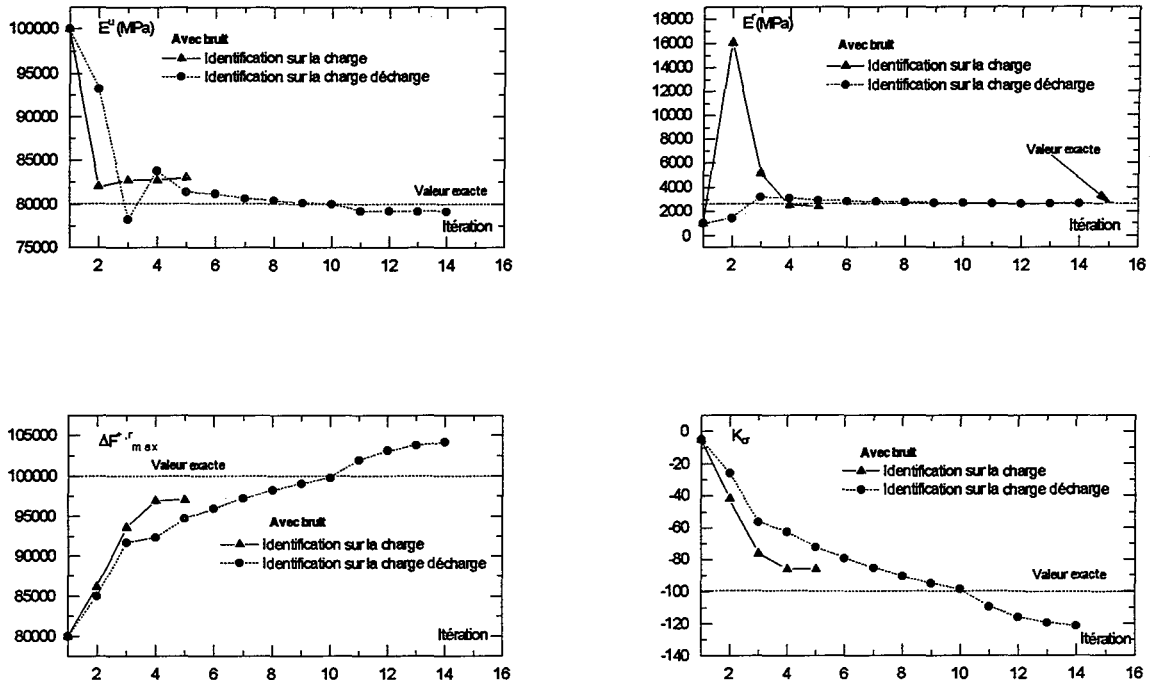 E^u (MPa)
Avec bruit
Identification sur la charge
Identification sur la charge décharge
Valeur exacte
Itération
100000
95000
90000
85000
80000
75000
2 4 6 8 10 12 14 16
E^r (MPa)
Avec bruit
Identification sur la charge
Identification sur la charge décharge
Valeur exacte
Itération
18000
16000
14000
12000
10000
8000
6000
4000
2000
0
2 4 6 8 10 12 14 16
ΔF^+,r_max
Valeur exacte
Avec bruit
Identification sur la charge
Identification sur la charge décharge
Itération
105000
100000
95000
90000
85000
80000
2 4 6 8 10 12 14 16
Avec bruit
Identification sur la charge
Identification sur la charge décharge
Valeur exacte
Itération
0
-20
-40
-60
-80
-100
-120
-140
2 4 6 8 10 12 14 16